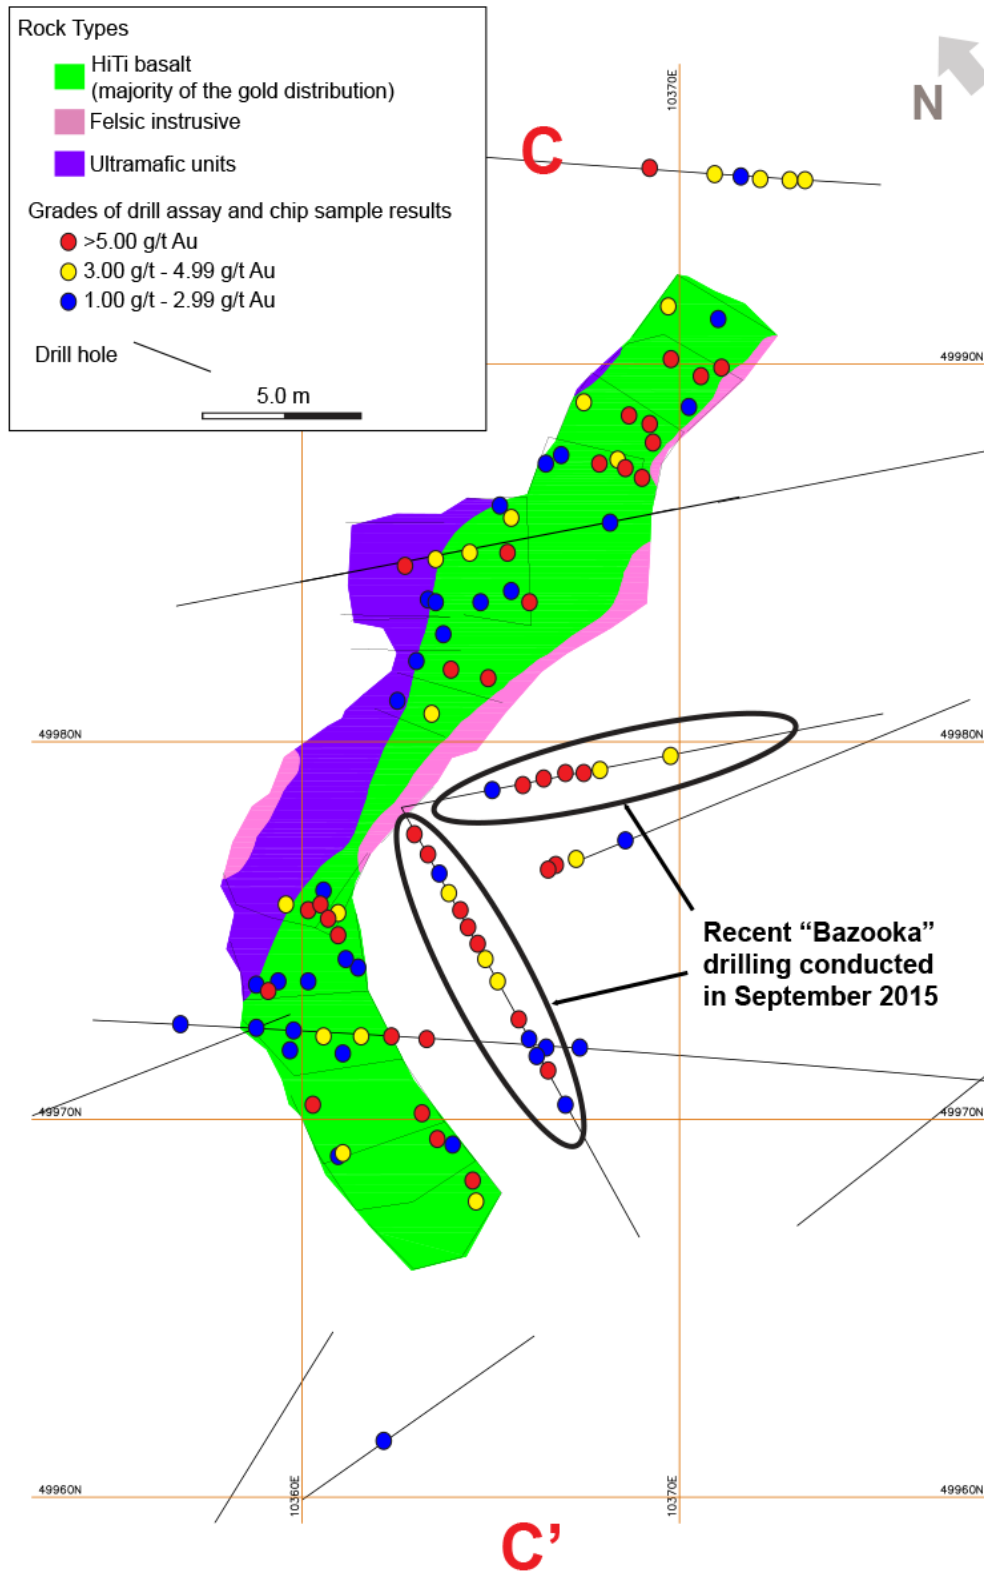 Rock Types
HiTi basalt
(majority of the gold distribution)
Felsic instrusive
Ultramafic units
Grades of drill assay and chip sample results
>5.00 g/t Au
3.00 g/t - 4.99 g/t Au
1.00 g/t - 2.99 g/t Au
Drill hole
5.0 m
C
10370E
N
49990N
49980N
49980N
Recent “Bazooka”
drilling conducted
in September 2015
49970N
49970N
49960N
49960N
10360E
10370E
C’